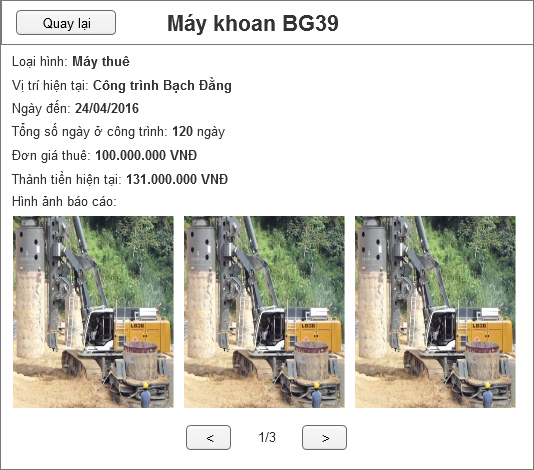 Quay lại
Máy khoan BG39
Loại hình: Máy thuê
Vị trí hiện tại: Công trình Bạch Đằng
Ngày đến: 24/04/2016
Tổng số ngày ở công trình: 120 ngày
Đơn giá thuê: 100.000.000 VNĐ
Thành tiền hiện tại: 131.000.000 VNĐ
Hình ảnh báo cáo:
< 1/3 >